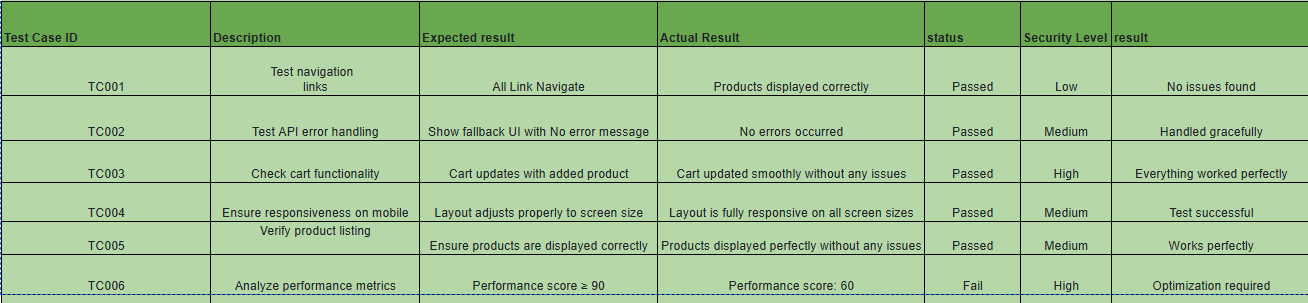 Test Case ID Description Expected result Actual Result status Security Level result
Test navigation
links
TC001 All Link Navigate Products displayed correctly Passed Low No issues found
TC002 Test API error handling Show fallback UI with No error message No errors occurred Passed Medium Handled gracefully
TC003 Check cart functionality Cart updates with added product Cart updated smoothly without any issues Passed High Everything worked perfectly
TC004 Ensure responsiveness on mobile Layout adjusts properly to screen size Layout is fully responsive on all screen sizes Passed Medium Test successful
Verify product listing
TC005 Ensure products are displayed correctly Products displayed perfectly without any issues Passed Medium Works perfectly
TC006 Analyze performance metrics Performance score ≥ 90 Performance score: 60 Fail High Optimization required